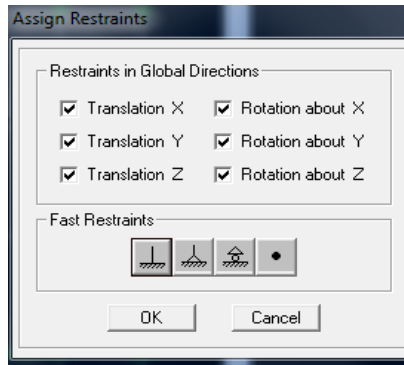 Assign Restraints
Restraints in Global Directions
Translation X Rotation about X
Translation Y Rotation about Y
Translation Z Rotation about Z
Fast Restraints
OK Cancel